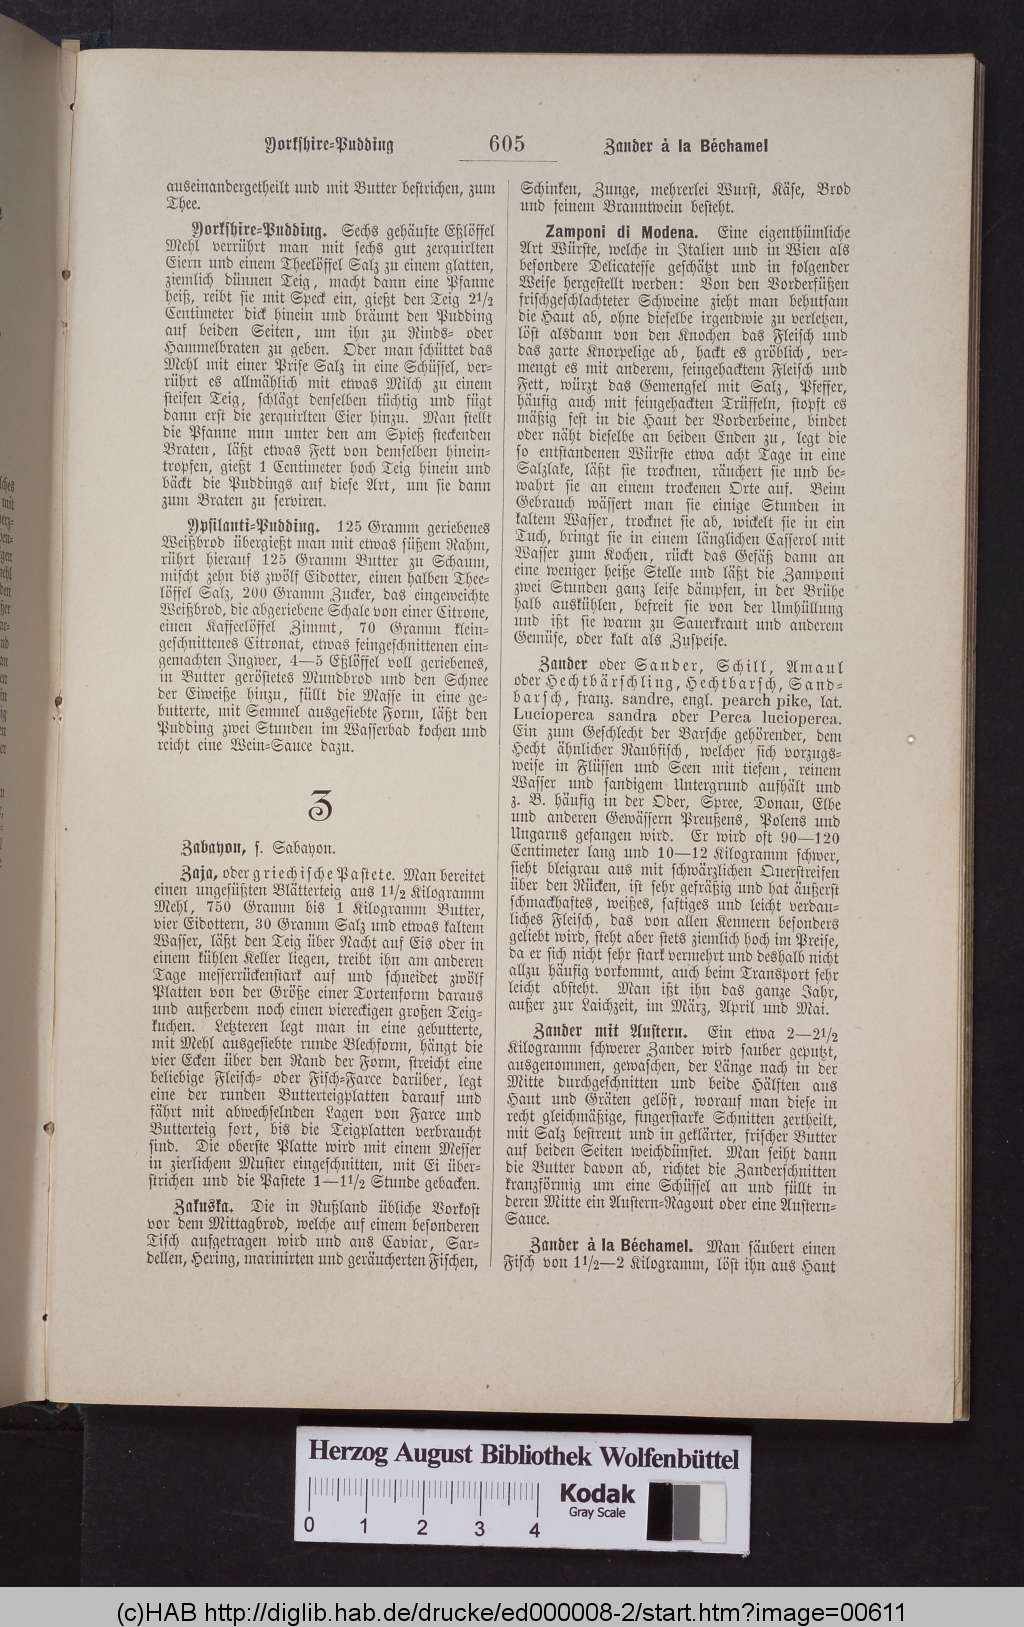 Yorkshire-Pudding 605 Zander à la Béchamel
auseinandergetheilt und mit Butter bestrichen, zum
Thee.
Yorkshire-Pudding. Sechs gehäufte Eßlöffel
Mehl verrührt man mit sechs gut zerquirlten
Eiern und einem Theelöffel Salz zu einem glatten,
ziemlich dünnen Teig, macht dann eine Pfanne
heiß, reibt sie mit Speck ein, gießt den Teig 2½
Centimeter dick hinein und bräunt den Pudding
auf beiden Seiten, um ihn zu Rinds- oder
Hammelbraten zu geben. Oder man schüttet das
Mehl mit einer Prise Salz in eine Schüssel, ver-
rührt es allmählich mit etwas Milch zu einem
steifen Teig, schlägt denselben tüchtig und fügt
dann erst die zerquirlten Eier hinzu. Man stellt
die Pfanne nun unter den am Spieß steckenden
Braten, läßt etwas Fett von demselben hinein-
tropfen, gießt 1 Centimeter hoch Teig hinein und
bäckt die Puddings auf diese Art, um sie dann
zum Braten zu serviren.
Ypsilanti-Pudding. 125 Gramm geriebenes
Weißbrod übergießt man mit etwas süßem Rahm,
rührt hierauf 125 Gramm Butter zu Schaum,
mischt zehn bis zwölf Eidotter, einen halben Thee-
löffel Salz, 200 Gramm Zucker, das eingeweichte
Weißbrod, die abgeriebene Schale von einer Citrone,
einen Kaffeelöffel Zimmt, 70 Gramm klein-
geschnittenes Citronat, etwas feingeschnittenen ein-
gemachten Ingwer, 4—5 Eßlöffel voll geriebenes,
in Butter geröstetes Mundbrod und den Schnee
der Eiweiße hinzu, füllt die Masse in eine ge-
butterte, mit Semmel ausgesiebte Form, läßt den
Pudding zwei Stunden im Wasserbad kochen und
reicht eine Wein-Sauce dazu.
Z
Zabayon, s. Sabayon.
Zaja, oder griechische Pastete. Man bereitet
einen ungesüßten Blätterteig aus 1½ Kilogramm
Mehl, 750 Gramm bis 1 Kilogramm Butter,
vier Eidottern, 30 Gramm Salz und etwas kaltem
Wasser, läßt den Teig über Nacht auf Eis oder in
einem kühlen Keller liegen, treibt ihn am anderen
Tage messerrückenstark auf und schneidet zwölf
Platten von der Größe einer Tortenform daraus
und außerdem noch einen viereckigen großen Teig-
kuchen. Letzteren legt man in eine gebutterte,
mit Mehl ausgesiebte runde Blechform, hängt die
vier Ecken über den Rand der Form, streicht eine
beliebige Fleisch- oder Fisch-Farce darüber, legt
eine der runden Butterteigplatten darauf und
fährt mit abwechselnden Lagen von Farce und
Butterteig fort, bis die Teigplatten verbraucht
sind. Die oberste Platte wird mit einem Messer
in zierlichem Muster eingeschnitten, mit Ei über-
strichen und die Pastete 1—1½ Stunde gebacken.
Zakuska. Die in Rußland übliche Vorkost
vor dem Mittagbrod, welche auf einem besonderen
Tisch aufgetragen wird und aus Caviar, Sar-
dellen, Hering, marinirten und geräucherten Fischen,
Schinken, Zunge, mehrerlei Wurst, Käse, Brod
und feinem Branntwein besteht.
Zamponi di Modena. Eine eigenthümliche
Art Würste, welche in Italien und in Wien als
besondere Delicatesse geschätzt und in folgender
Weise hergestellt werden: Von den Vorderfüßen
frischgeschlachteter Schweine zieht man behutsam
die Haut ab, ohne dieselbe irgendwie zu verletzen,
löst alsdann von den Knochen das Fleisch und
das zarte Knorpelige ab, hackt es gröblich, ver-
mengt es mit anderem, feingehacktem Fleisch und
Fett, würzt das Gemengsel mit Salz, Pfeffer,
häufig auch mit feingehackten Trüffeln, stopft es
mäßig fest in die Haut der Vorderbeine, bindet
oder näht dieselbe an beiden Enden zu, legt die
so entstandenen Würste etwa acht Tage in eine
Salzlake, läßt sie trocknen, räuchert sie und be-
wahrt sie an einem trockenen Orte auf. Beim
Gebrauch wässert man sie einige Stunden in
kaltem Wasser, trocknet sie ab, wickelt sie in ein
Tuch, bringt sie in einem länglichen Casserol mit
Wasser zum Kochen, rückt das Gefäß dann an
eine weniger heiße Stelle und läßt die Zamponi
zwei Stunden ganz leise dämpfen, in der Brühe
halb auskühlen, befreit sie von der Umhüllung
und ißt sie warm zu Sauerkraut und anderem
Gemüse, oder kalt als Zuspeise.
Zander oder Sander, Schill, Amaul
oder Hechtbärschling, Hechtbarsch, Sand-
barsch, franz. sandre, engl. pearch pike, lat.
Lucioperca sandra oder Perca lucioperca.
Ein zum Geschlecht der Barsche gehörender, dem
Hecht ähnlicher Raubfisch, welcher sich vorzugs-
weise in Flüssen und Seen mit tiefem, reinem
Wasser und sandigem Untergrund aufhält und
z. B. häufig in der Oder, Spree, Donau, Elbe
und anderen Gewässern Preußens, Polens und
Ungarns gefangen wird. Er wird oft 90—120
Centimeter lang und 10—12 Kilogramm schwer,
sieht bleigrau aus mit schwärzlichen Querstreifen
über den Rücken, ist sehr gefräßig und hat äußerst
schmackhaftes, weißes, saftiges und leicht verdau-
liches Fleisch, das von allen Kennern besonders
geliebt wird, steht aber stets ziemlich hoch im Preise,
da er sich nicht sehr stark vermehrt und deshalb nicht
allzu häufig vorkommt, auch beim Transport sehr
leicht absteht. Man ißt ihn das ganze Jahr,
außer zur Laichzeit, im März, April und Mai.
Zander mit Austern. Ein etwa 2—2½
Kilogramm schwerer Zander wird sauber geputzt,
ausgenommen, gewaschen, der Länge nach in der
Mitte durchgeschnitten und beide Hälften aus
Haut und Gräten gelöst, worauf man diese in
recht gleichmäßige, fingerstarke Schnitten zertheilt,
mit Salz bestreut und in geklärter, frischer Butter
auf beiden Seiten weichdünstet. Man seiht dann
die Butter davon ab, richtet die Zanderschnitten
kranzförmig um eine Schüssel an und füllt in
deren Mitte ein Austern-Ragout oder eine Austern-
Sauce.
Zander à la Béchamel. Man säubert einen
Fisch von 1½—2 Kilogramm, löst ihn aus Haut
Herzog August Bibliothek Wolfenbüttel
Kodak
Gray Scale
0 1 2 3 4
(c)HAB http://diglib.hab.de/drucke/ed000008-2/start.htm?image=00611